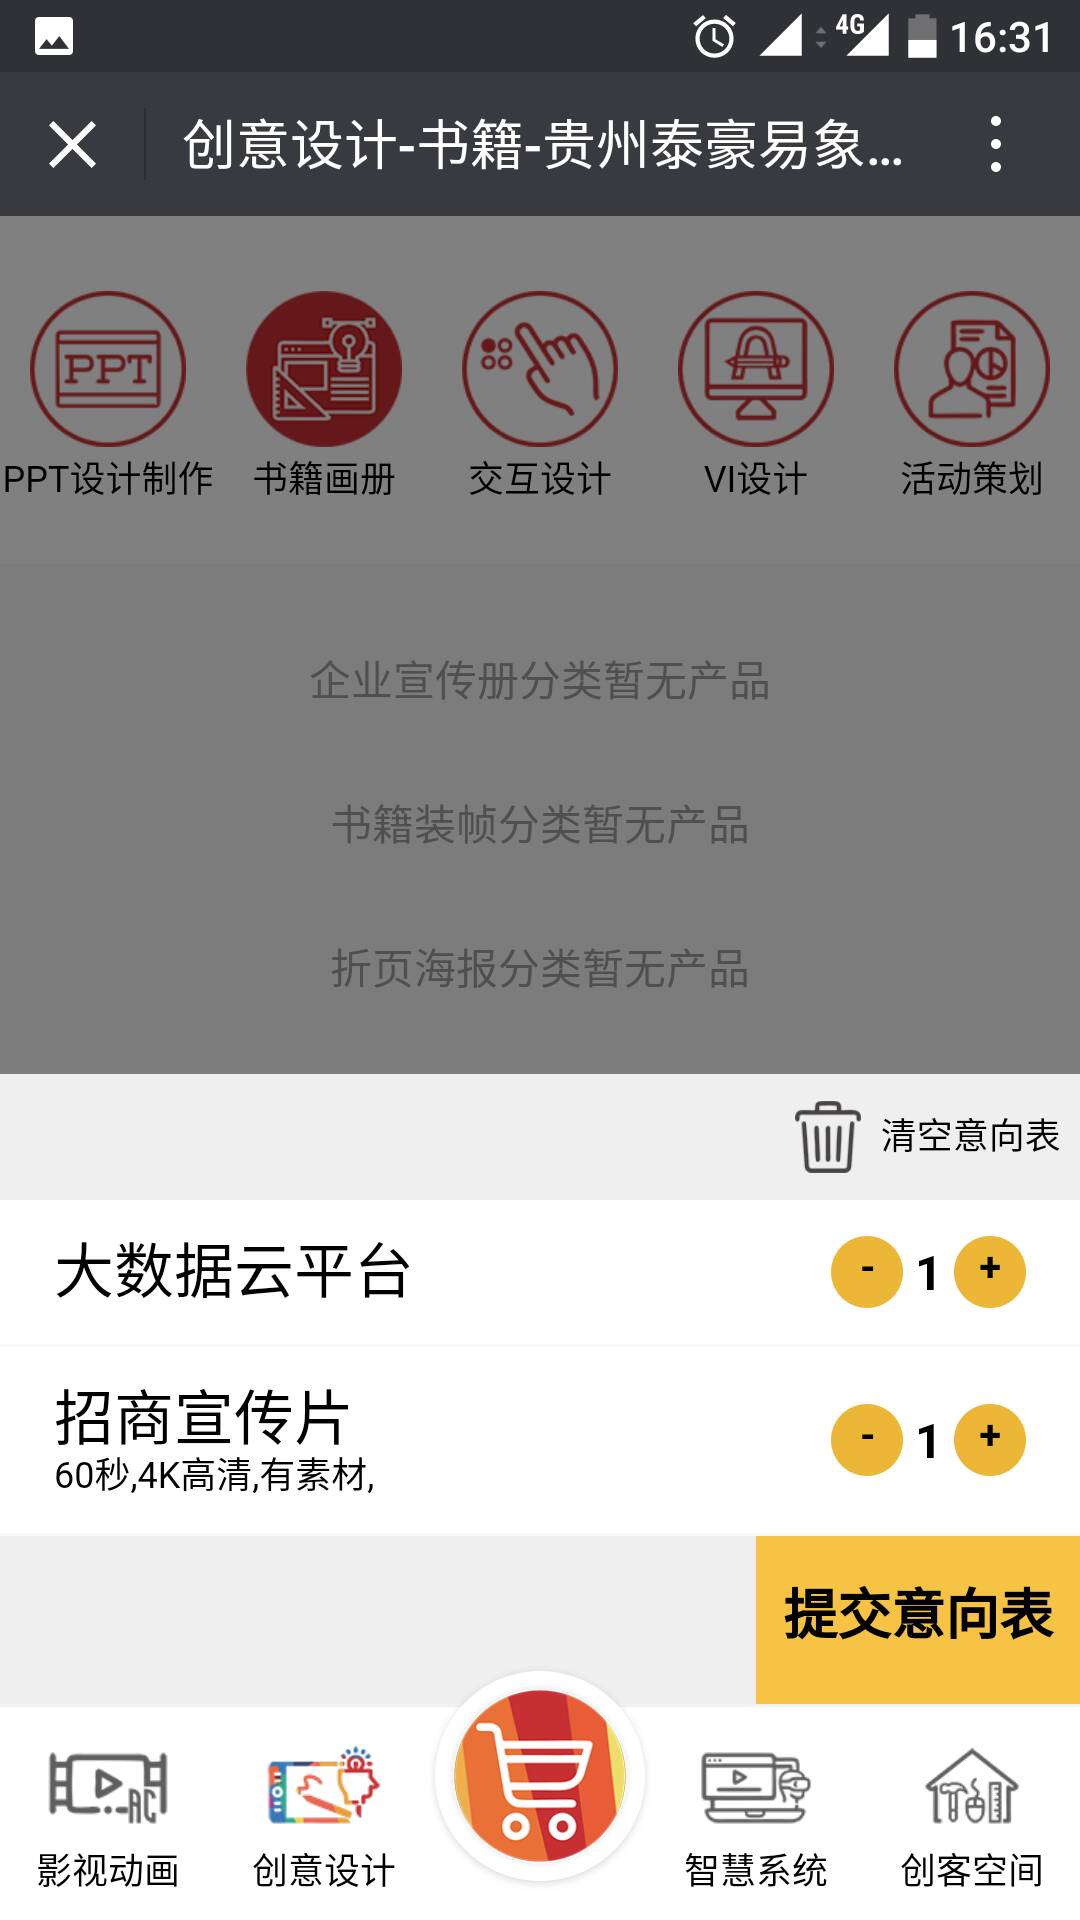 4G 16:31
创意设计-书籍-贵州泰豪易象...
PPT
PPT设计制作 书籍画册 交互设计 VI设计 活动策划
企业宣传册分类暂无产品
书籍装帧分类暂无产品
折页海报分类暂无产品
清空意向表
大数据云平台 - 1 +
招商宣传片 - 1 +
60秒,4K高清,有素材,
提交意向表
AC
影视动画 创意设计 智慧系统 创客空间